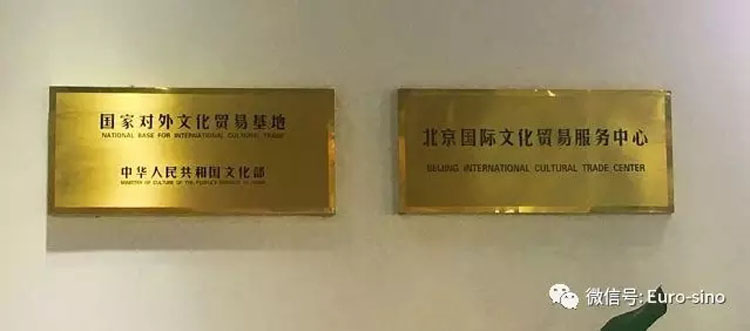 国家对外文化贸易基地
NATIONAL BASE FOR INTERNATIONAL CULTURAL TRADE
中华人民共和国文化部
MINISTRY OF CULTURE OF THE PEOPLE'S REPUBLIC OF CHINA
北京国际文化贸易服务中心
BEIJING INTERNATIONAL CULTURAL TRADE CENTER
微信号: Euro-sino